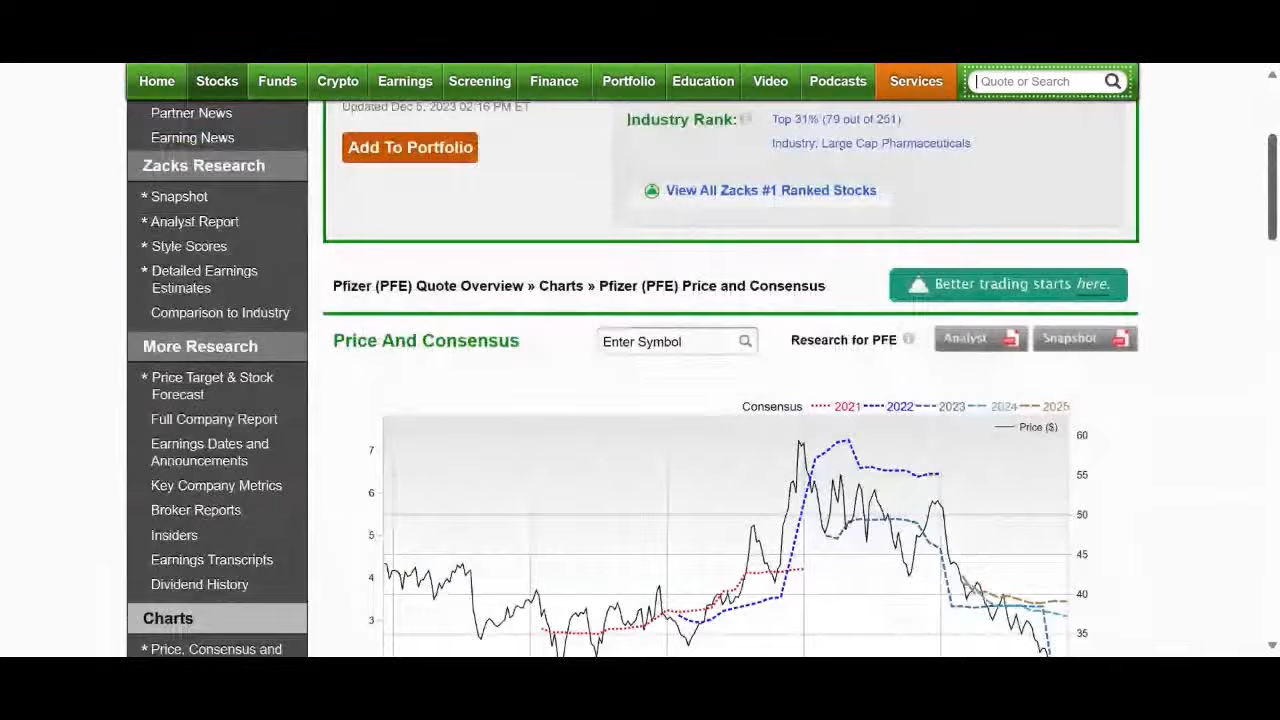 Home Stocks Funds Crypto Earnings Screening Finance Portfolio Education Video Podcasts Services Quote or Search
Partner News
Earning News
Zacks Research
* Snapshot
* Analyst Report
* Style Scores
* Detailed Earnings
Estimates
Comparison to Industry
More Research
* Price Target & Stock
Forecast
Full Company Report
Earnings Dates and
Announcements
Key Company Metrics
Broker Reports
Insiders
Earnings Transcripts
Dividend History
Charts
* Price, Consensus and
Updated Dec 6, 2023 02:16 PM ET
Add To Portfolio
Industry Rank:
Top 31% (79 out of 251)
Industry: Large Cap Pharmaceuticals
View All Zacks #1 Ranked Stocks
Pfizer (PFE) Quote Overview » Charts » Pfizer (PFE) Price and Consensus
Better trading starts here.
Price And Consensus
Enter Symbol
Research for PFE
Analyst
Snapshot
Consensus 2021 2022 2023 2024 2025
Price ($)
7
6
5
4
3
60
55
50
45
40
35